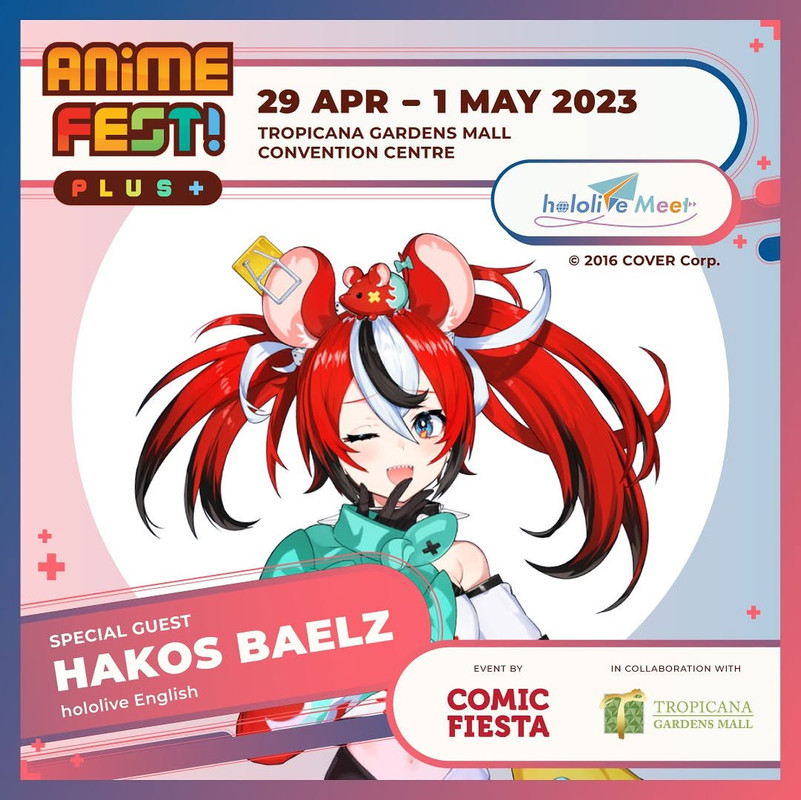 ANiME
FEST!
PLUS+
29 APR – 1 MAY 2023
TROPICANA GARDENS MALL
CONVENTION CENTRE
hololive Meet
© 2016 COVER Corp.
SPECIAL GUEST
HAKOS BAELZ
hololive English
EVENT BY
COMIC
FIESTA
IN COLLABORATION WITH
TROPICANA
GARDENS MALL